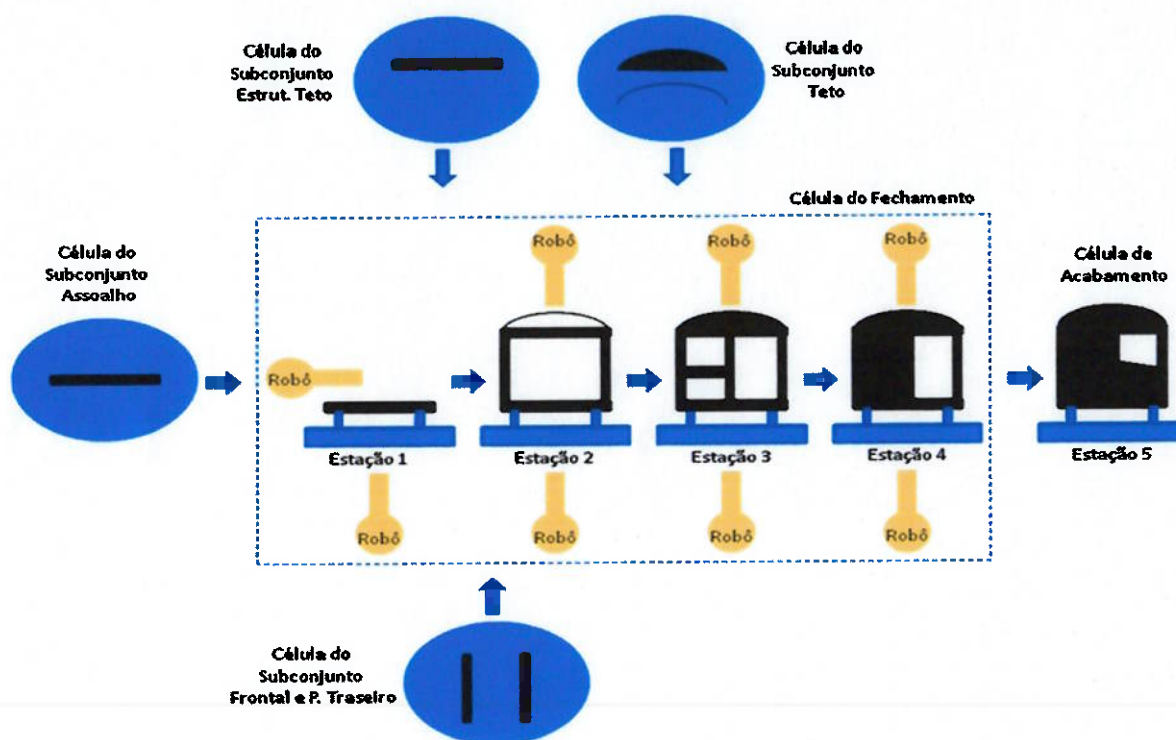 Célula do
Subconjunto
Estrut. Teto
Célula do
Subconjunto
Teto
Célula do Fechamento
Célula do
Subconjunto
Assoalho
Robô
Robô
Robô
Célula de
Acabamento
Robô
Estação 1
Estação 2
Estação 3
Estação 4
Estação 5
Robô
Robô
Robô
Robô
Célula do
Subconjunto
Frontal e P. Traseiro